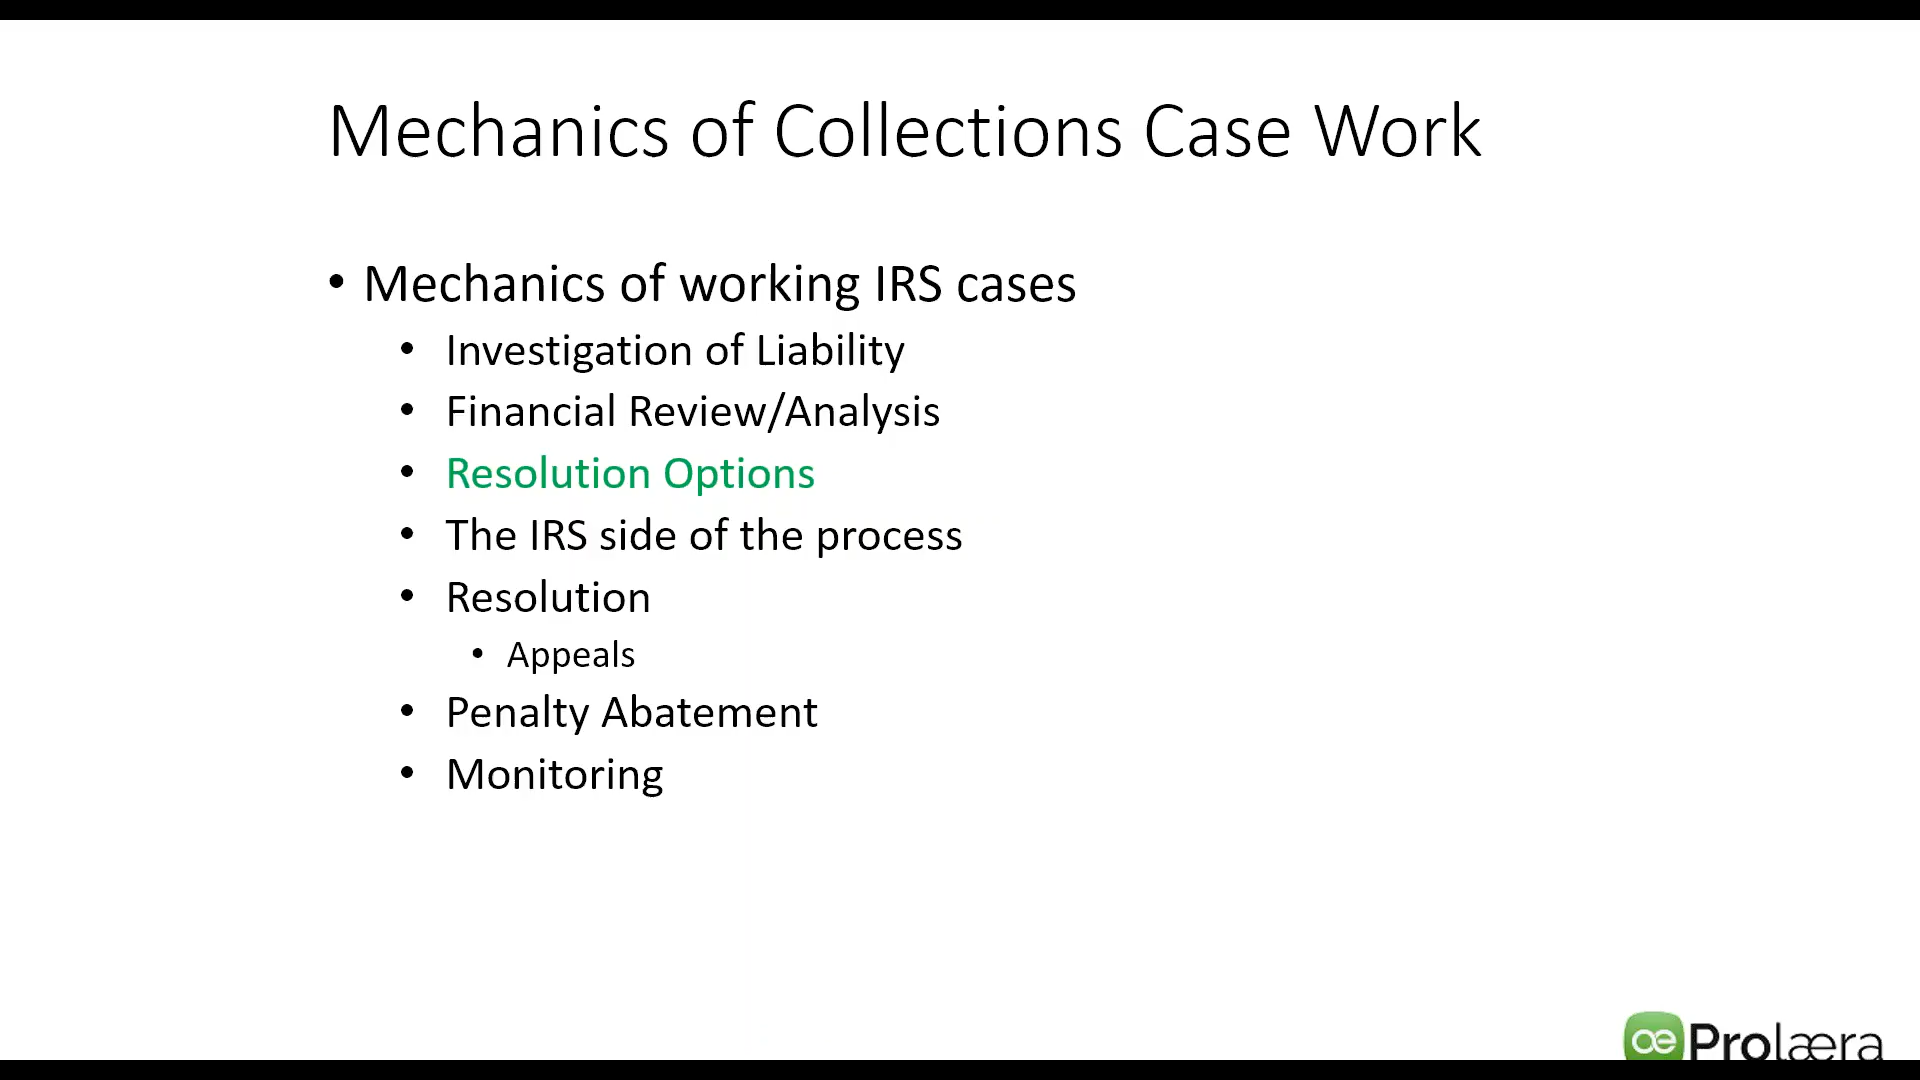 Mechanics of Collections Case Work
• Mechanics of working IRS cases
• Investigation of Liability
• Financial Review/Analysis
• Resolution Options
• The IRS side of the process
• Resolution
• Appeals
• Penalty Abatement
• Monitoring
æ Prolæra